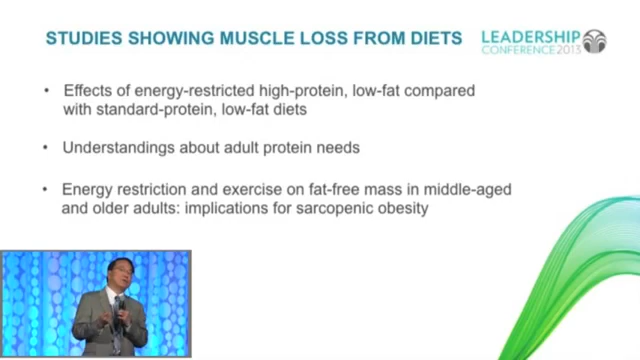 STUDIES SHOWING MUSCLE LOSS FROM DIETS
LEADERSHIP
CONFERENCE2013
• Effects of energy-restricted high-protein, low-fat compared
with standard-protein, low-fat diets
• Understandings about adult protein needs
• Energy restriction and exercise on fat-free mass in middle-aged
and older adults: implications for sarcopenic obesity